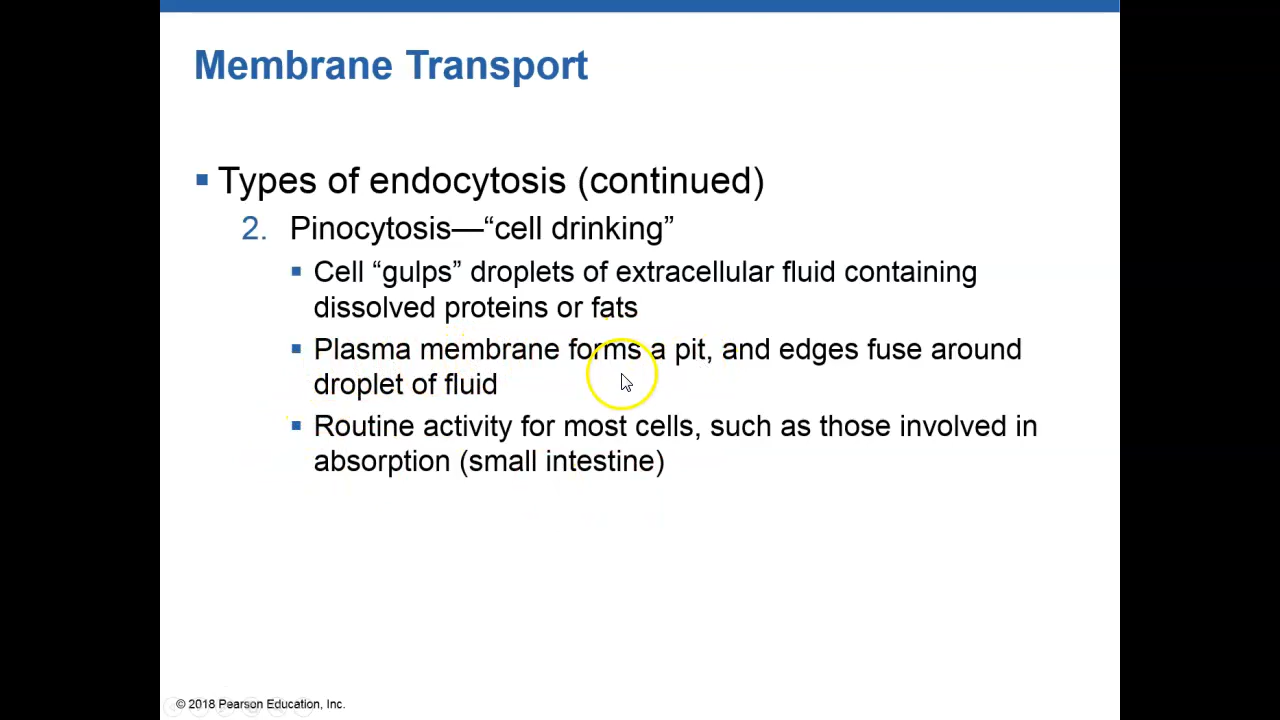 Membrane Transport
▪ Types of endocytosis (continued)
2. Pinocytosis—“cell drinking”
▪ Cell “gulps” droplets of extracellular fluid containing
dissolved proteins or fats
▪ Plasma membrane forms a pit, and edges fuse around
droplet of fluid
▪ Routine activity for most cells, such as those involved in
absorption (small intestine)
© 2018 Pearson Education, Inc.